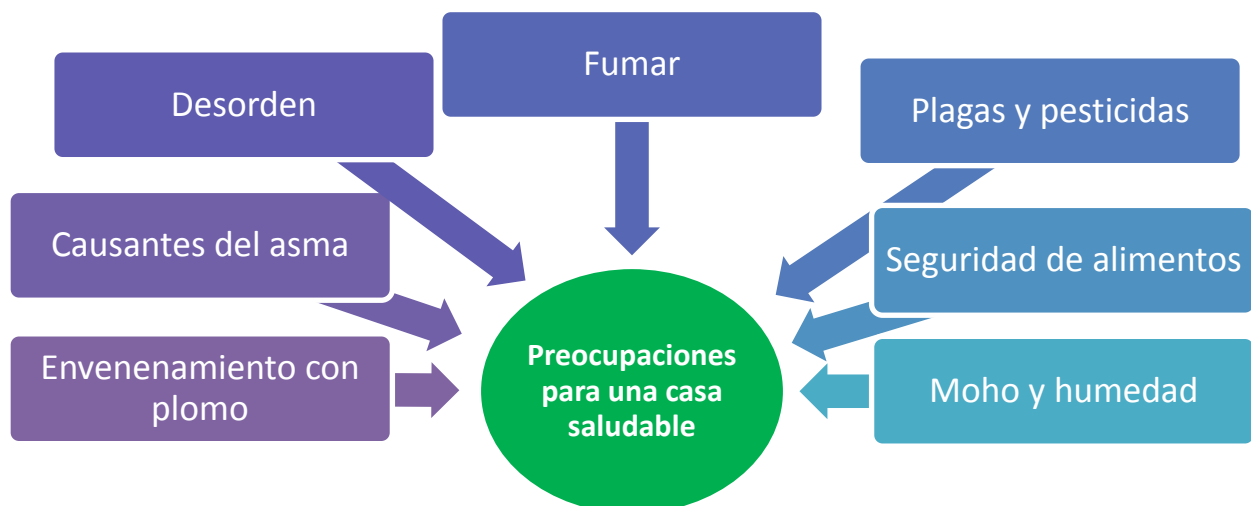 Fumar
Desorden
Plagas y pesticidas
Causantes del asma
Seguridad de alimentos
Envenenamiento con
plomo
Preocupaciones
para una casa
saludable
Moho y humedad